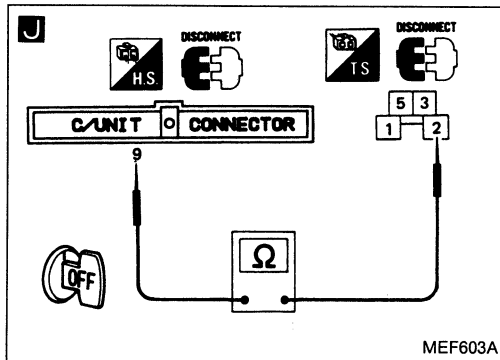 J
DISCONNECT
H.S.
DISCONNECT
T S
C/UNIT CONNECTOR
5 3
1 2
9
Ω
OFF
MEF603A